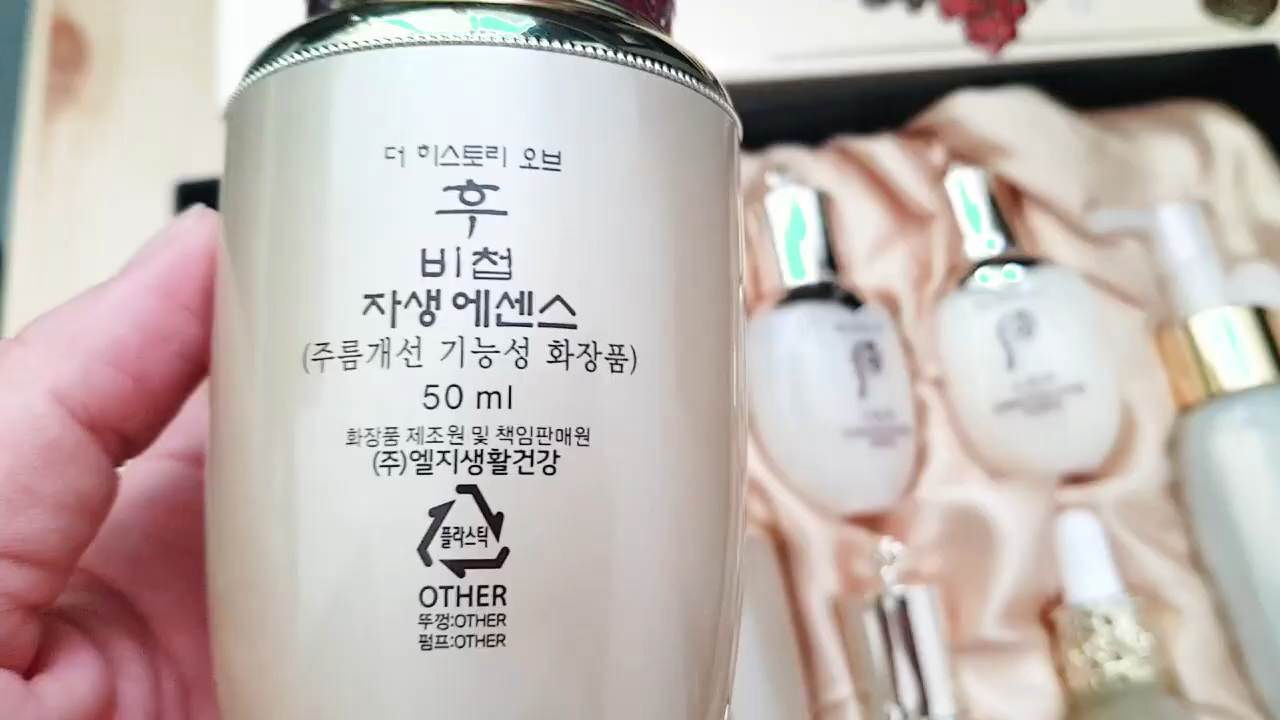 더 히스토리 오브
후
비첩
자생에센스
(주름개선 기능성 화장품)
50 ml
화장품 제조원 및 책임판매원
(주)엘지생활건강
플라스틱
OTHER
뚜껑:OTHER
펌프:OTHER